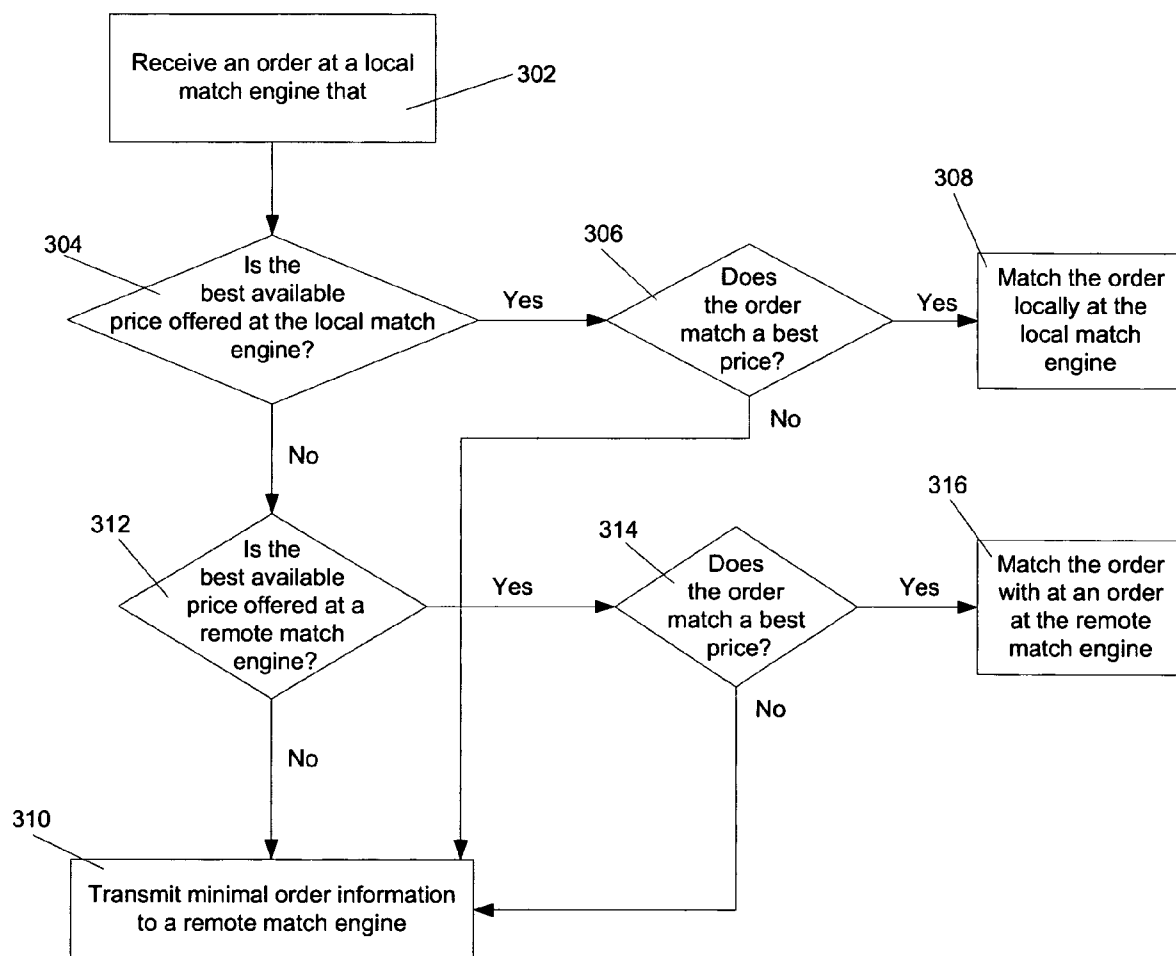 Receive an order at a local
match engine that
302
304
Is the
best available
price offered at the local match
engine?
Yes
306
Does
the order
match a best
price?
Yes
308
Match the order
locally at the
local match
engine
No
No
312
Is the
best available
price offered at a
remote match
engine?
Yes
314
Does
the order
match a best
price?
Yes
316
Match the order
with at an order
at the remote
match engine
No
No
310
Transmit minimal order information
to a remote match engine